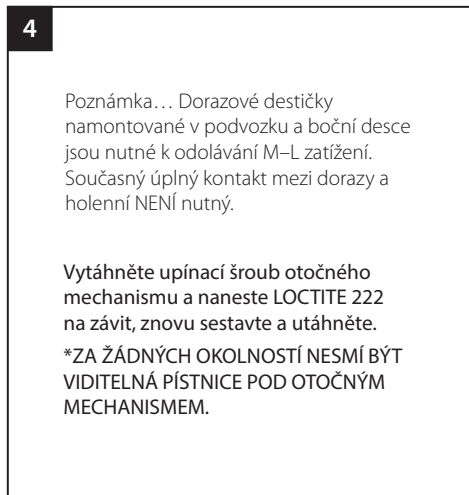 4
Poznámka… Dorazové destičky
namontované v podvozku a boční desce
jsou nutné k odolávání M–L zatížení.
Současný úplný kontakt mezi dorazy a
holenní NENÍ nutný.
Vytáhněte upínací šroub otočného
mechanismu a naneste LOCTITE 222
na závit, znovu sestavte a utáhněte.
*ZA ŽÁDNÝCH OKOLNOSTÍ NESMÍ BÝT
VIDITELNÁ PÍSTNICE POD OTOČNÝM
MECHANISMEM.